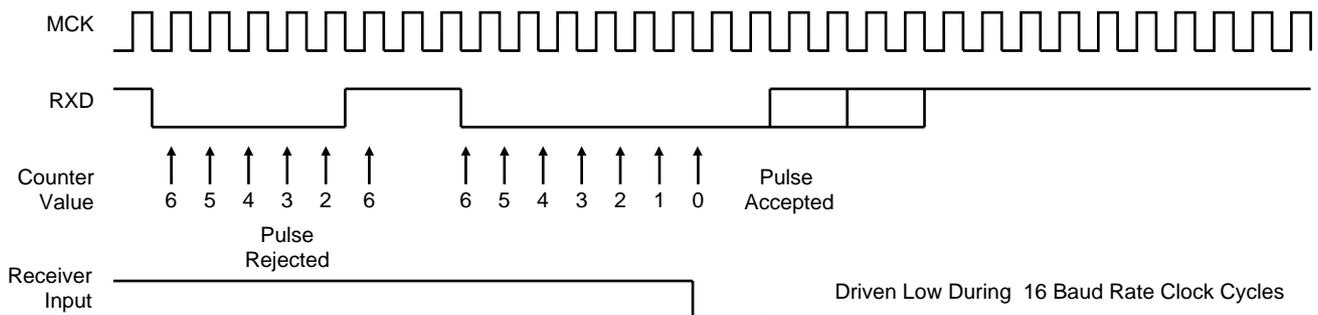 MCK
RXD
Counter
Value
6 5 4 3 2 6 6 5 4 3 2 1 0
Pulse
Accepted
Pulse
Rejected
Receiver
Input
Driven Low During 16 Baud Rate Clock Cycles